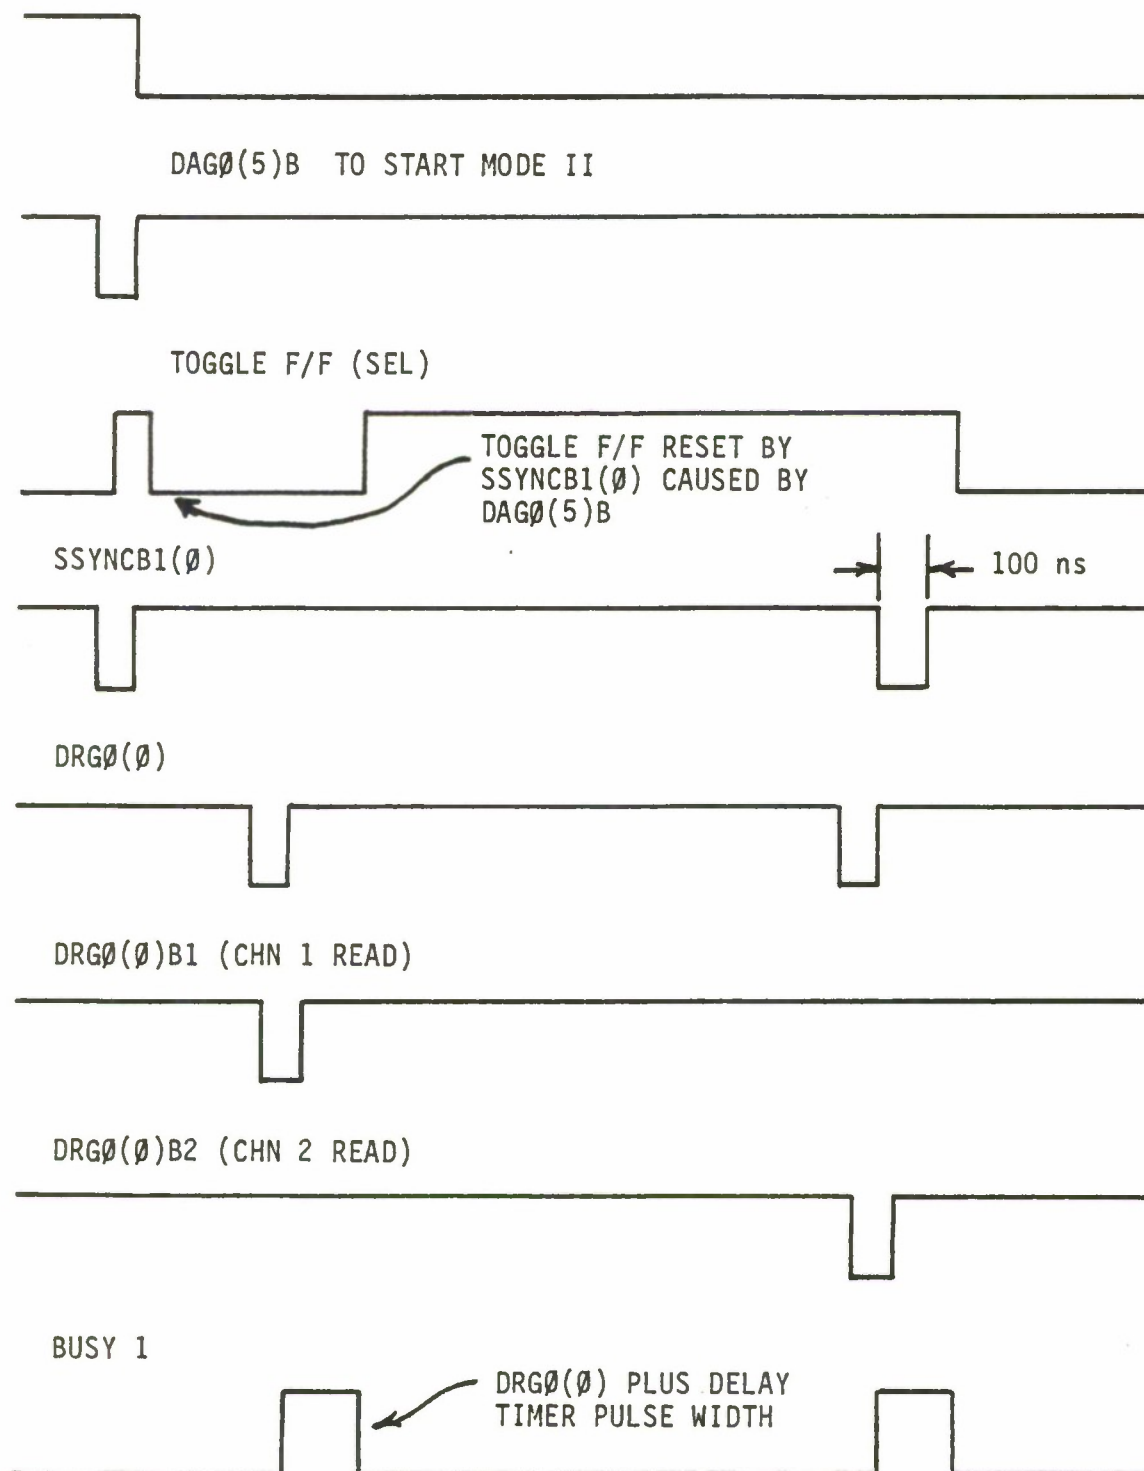 DAGØ(5)B TO START MODE II
TOGGLE F/F (SEL)
TOGGLE F/F RESET BY
SSYNCB1(Ø) CAUSED BY
DAGØ(5)B
SSYNCB1(Ø)
100 ns
DRGØ(Ø)
DRGØ(Ø)B1 (CHN 1 READ)
DRGØ(Ø)B2 (CHN 2 READ)
BUSY 1
DRGØ(Ø) PLUS DELAY
TIMER PULSE WIDTH